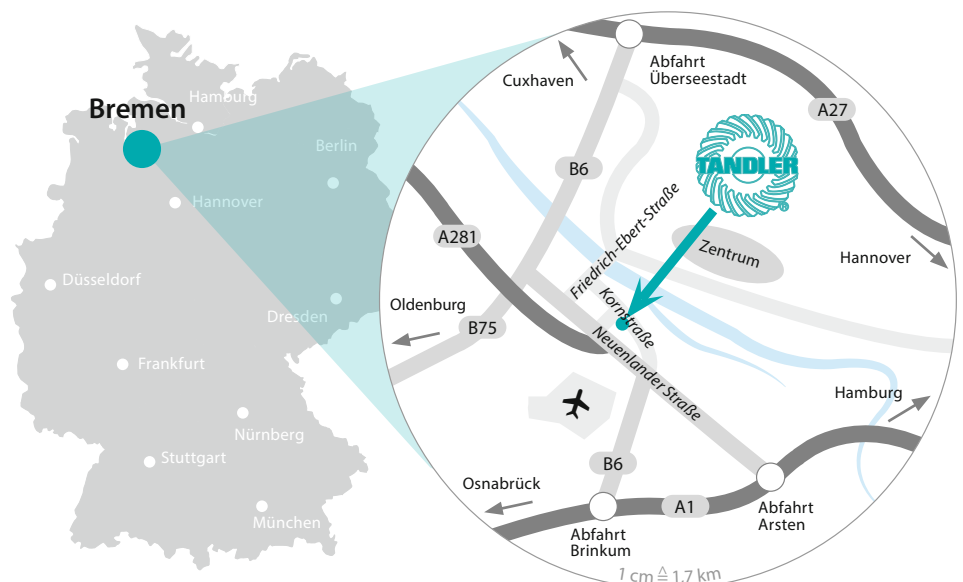 Bremen
Hamburg
Berlin
Hannover
Düsseldorf
Dresden
Frankfurt
Nürnberg
Stuttgart
München
Abfahrt
Überseestadt
Cuxhaven
A27
TANDLER
®
B6
Friedrich-Ebert-Straße
A281
Zentrum
Hannover
Oldenburg
Kornstraße
B75
Neuenlander Straße
Hamburg
B6
Osnabrück
A1
Abfahrt
Arsten
Abfahrt
Brinkum
1 cm ≙ 1,7 km